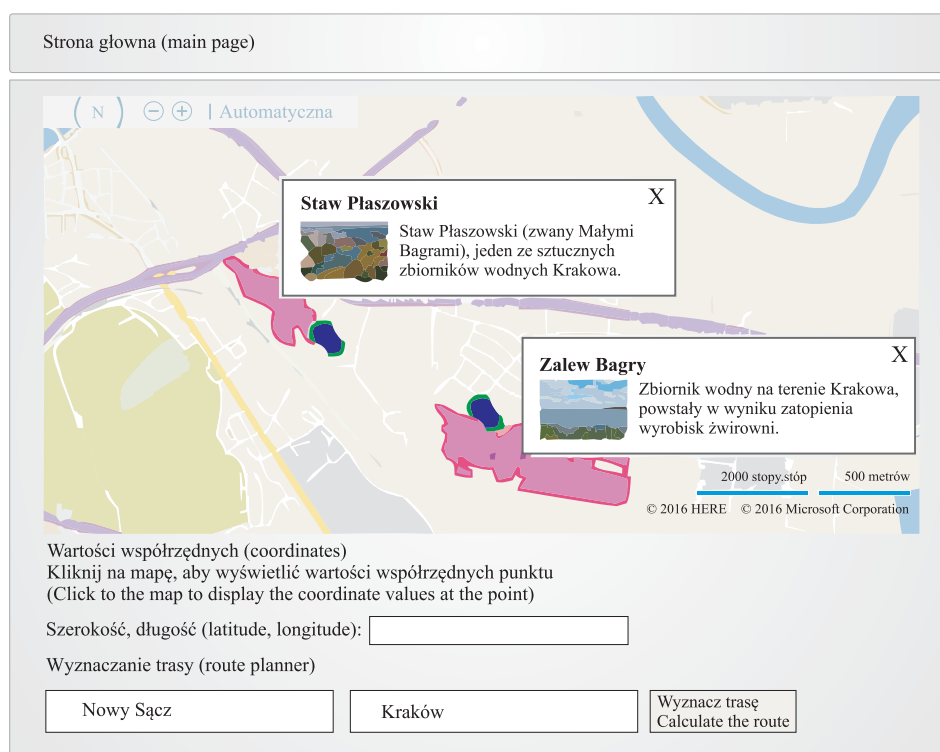 Strona głowna (main page)
N
Automatyczna
Staw Płaszowski
X
Staw Płaszowski (zwany Małymi
Bagrami), jeden ze sztucznych
zbiorników wodnych Krakowa.
Zalew Bagry
X
Zbiornik wodny na terenie Krakowa,
powstały w wyniku zatopienia
wyrobisk żwirowni.
2000 stopy.stóp 500 metrów
© 2016 HERE © 2016 Microsoft Corporation
Wartości współrzędnych (coordinates)
Kliknij na mapę, aby wyświetlić wartości współrzędnych punktu
(Click to the map to display the coordinate values at the point)
Szerokość, długość (latitude, longitude):
Wyznaczanie trasy (route planner)
Nowy Sącz
Kraków
Wyznacz trasę
Calculate the route